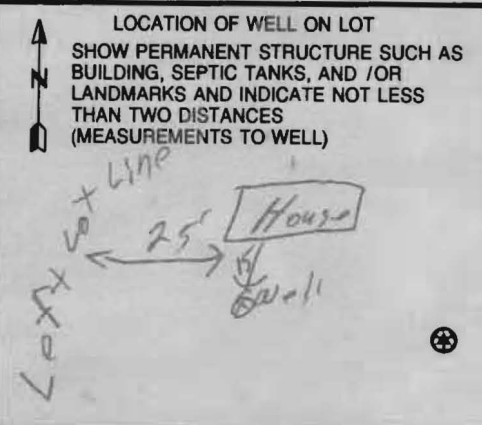 LOCATION OF WELL ON LOT
SHOW PERMANENT STRUCTURE SUCH AS
BUILDING, SEPTIC TANKS, AND /OR
LANDMARKS AND INDICATE NOT LESS
THAN TWO DISTANCES
(MEASUREMENTS TO WELL)
N
Left Lot Line
25'
House
Well